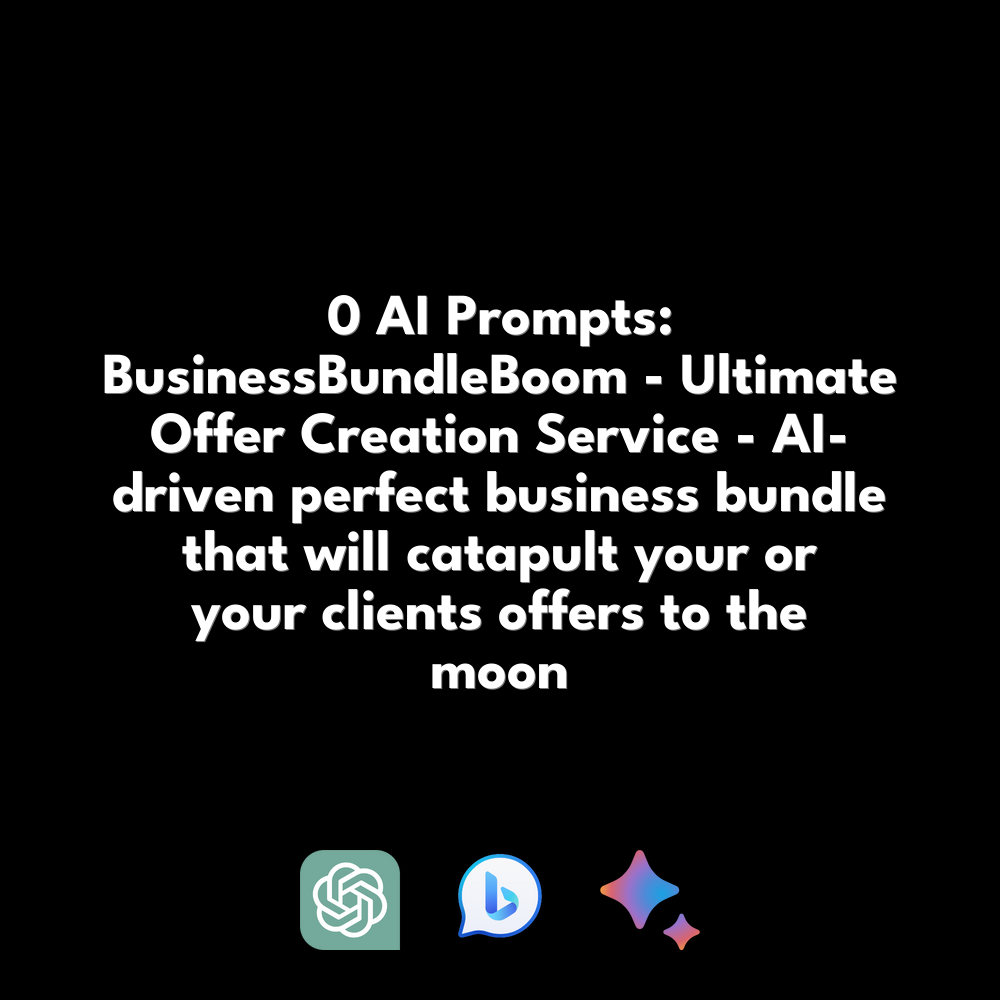 0 AI Prompts:
BusinessBundleBoom - Ultimate
Offer Creation Service - AI-
driven perfect business bundle
that will catapult your or
your clients offers to the
moon